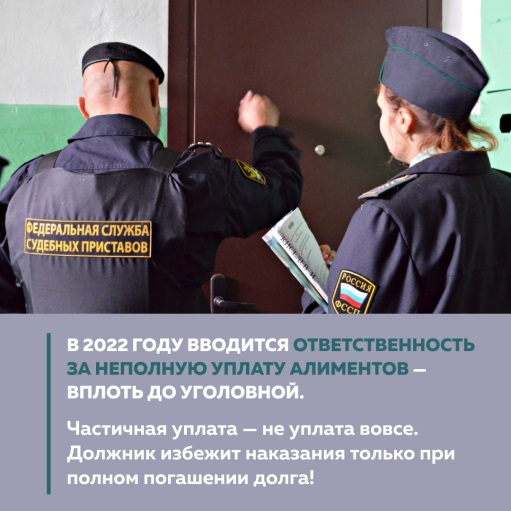 ФЕДЕРАЛЬНАЯ СЛУЖБА
СУДЕБНЫХ ПРИСТАВОВ
РОССИЯ
ФССП
В 2022 ГОДУ ВВОДИТСЯ ОТВЕТСТВЕННОСТЬ
ЗА НЕПОЛНУЮ УПЛАТУ АЛИМЕНТОВ –
ВПЛОТЬ ДО УГОЛОВНОЙ.
Частичная уплата — не уплата вовсе.
Должник избежит наказания только при
полном погашении долга!